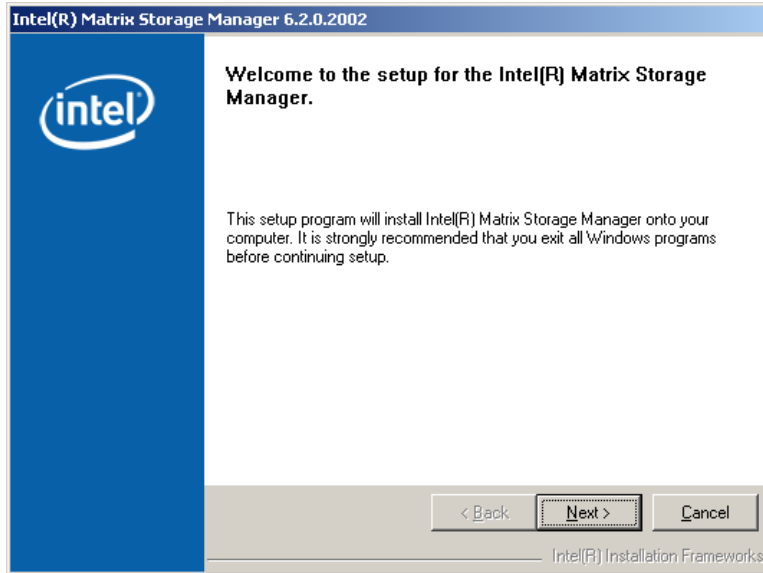 Intel(R) Matrix Storage Manager 6.2.0.2002
intel
Welcome to the setup for the Intel(R) Matrix Storage
Manager.
This setup program will install Intel(R) Matrix Storage Manager onto your
computer. It is strongly recommended that you exit all Windows programs
before continuing setup.
< Back Next > Cancel
Intel(R) Installation Frameworks